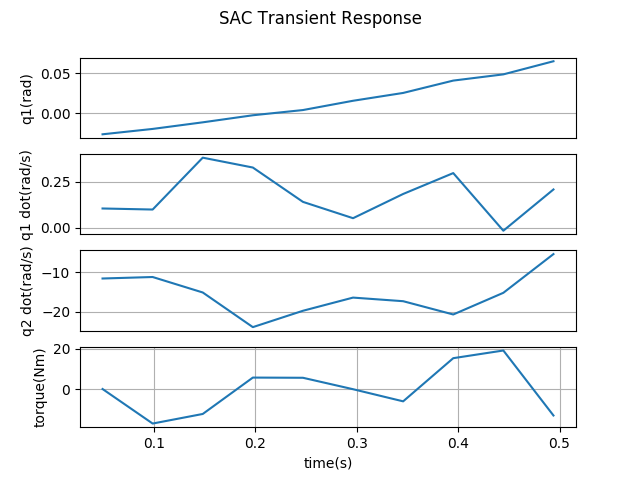 SAC Transient Response
q1(rad)
0.05
0.00
q1 dot(rad/s)
0.25
0.00
q2 dot(rad/s)
−10
−20
torque(Nm)
20
0
0.1 0.2 0.3 0.4 0.5
time(s)